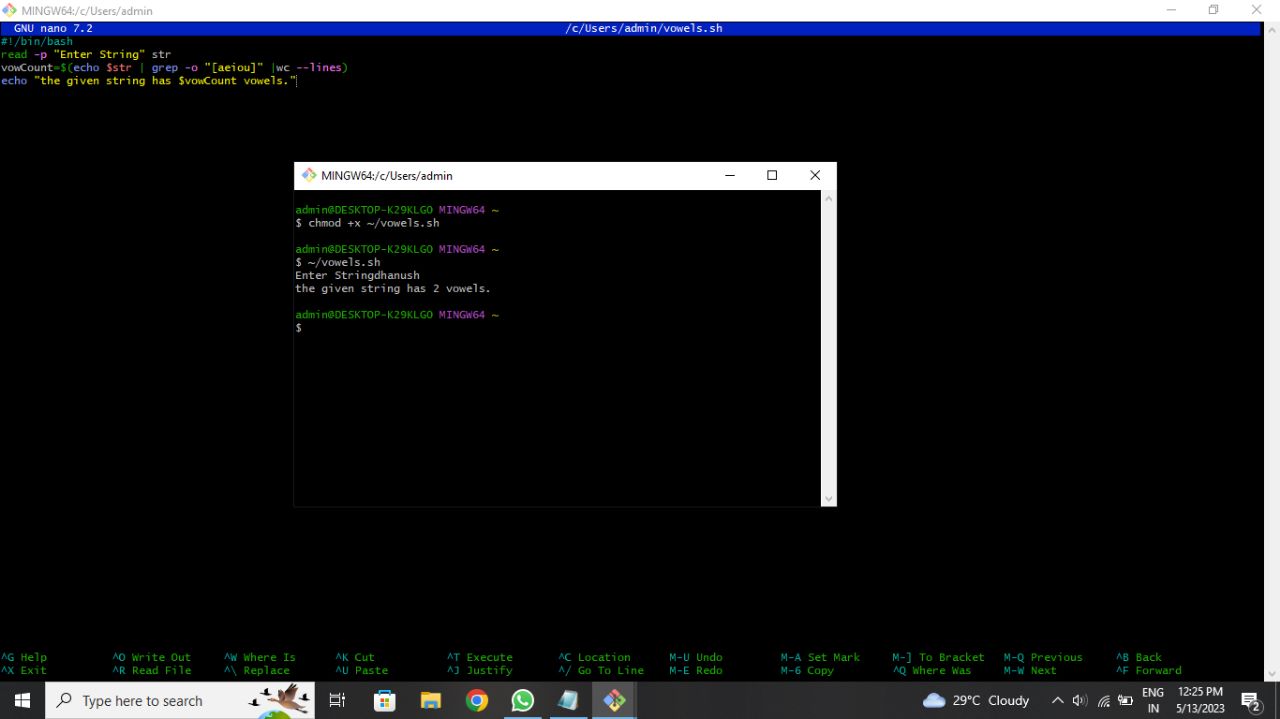 MINGW64:/c/Users/admin
GNU nano 7.2 /c/Users/admin/vowels.sh
#!/bin/bash
read -p "Enter String" str
vowCount=$(echo $str | grep -o "[aeiou]" |wc --lines)
echo "the given string has $vowCount vowels."
MINGW64:/c/Users/admin
admin@DESKTOP-K29KLGO MINGW64 ~
$ chmod +x ~/vowels.sh
admin@DESKTOP-K29KLGO MINGW64 ~
$ ~/vowels.sh
Enter Stringdhanush
the given string has 2 vowels.
admin@DESKTOP-K29KLGO MINGW64 ~
$
^G Help ^O Write Out ^W Where Is ^K Cut ^T Execute ^C Location M-U Undo M-A Set Mark M-] To Bracket M-Q Previous ^B Back
^X Exit ^R Read File ^\ Replace ^U Paste ^J Justify ^/ Go To Line M-E Redo M-6 Copy ^Q Where Was M-W Next ^F Forward
Type here to search 29°C Cloudy ENG 12:25 PM
IN 5/13/2023 2